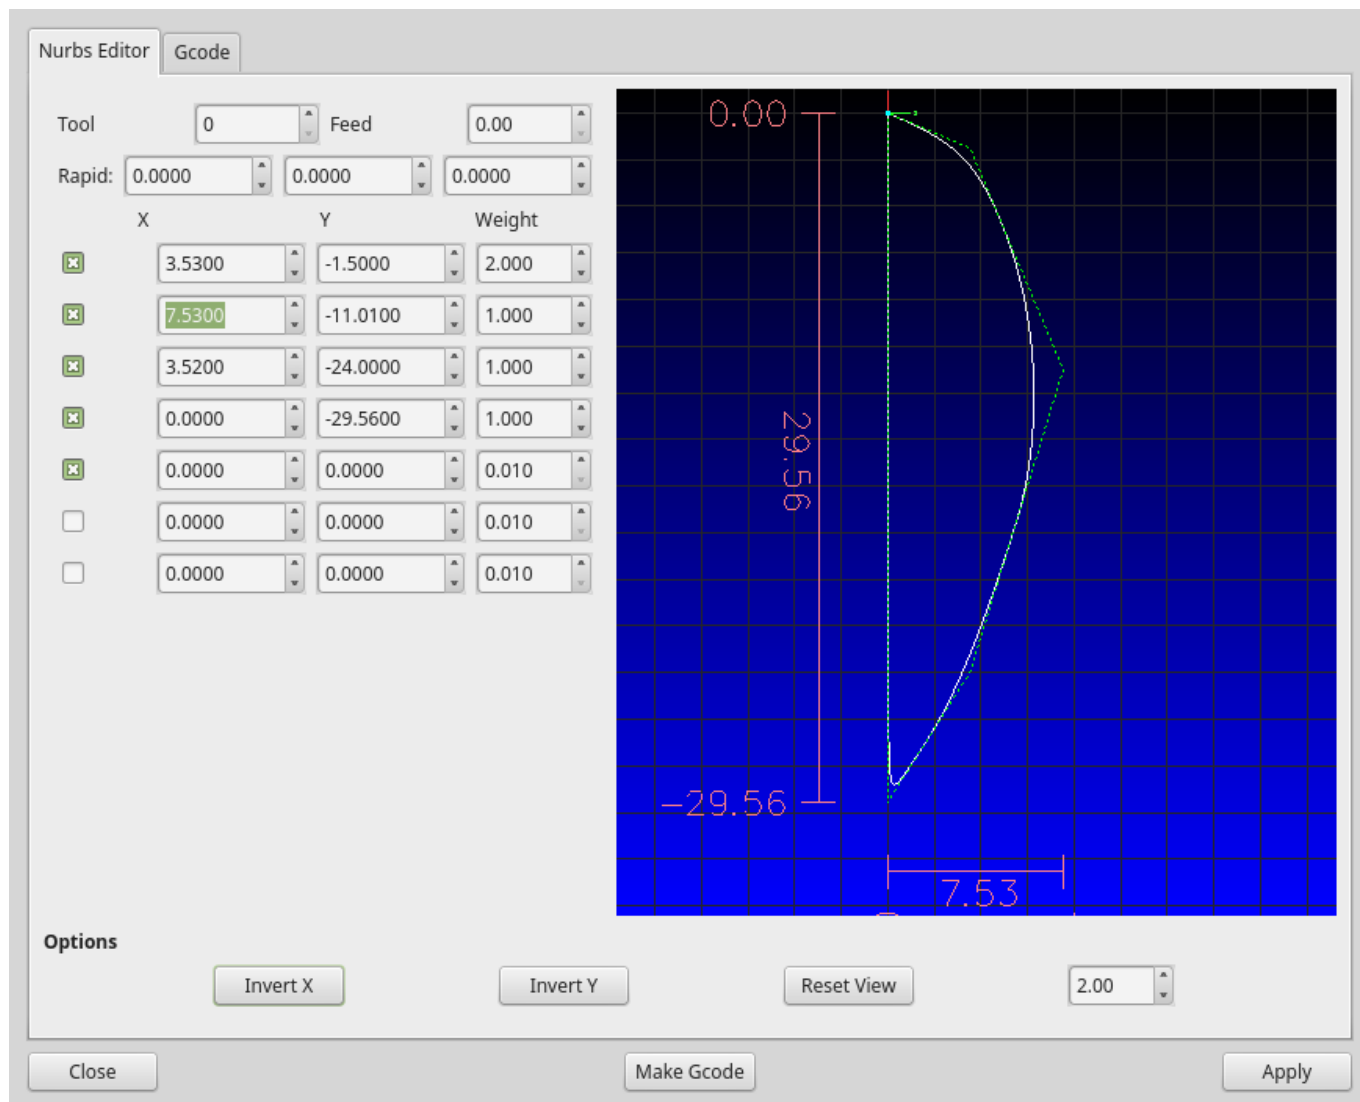 Nurbs Editor Gcode
Tool 0 Feed 0.00
Rapid: 0.0000 0.0000 0.0000
X Y Weight
3.5300 -1.5000 2.000
7.5300 -11.0100 1.000
3.5200 -24.0000 1.000
0.0000 -29.5600 1.000
0.0000 0.0000 0.010
0.0000 0.0000 0.010
0.0000 0.0000 0.010
0.00
29.56
-29.56
7.53
Options
Invert X Invert Y Reset View 2.00
Close Make Gcode Apply